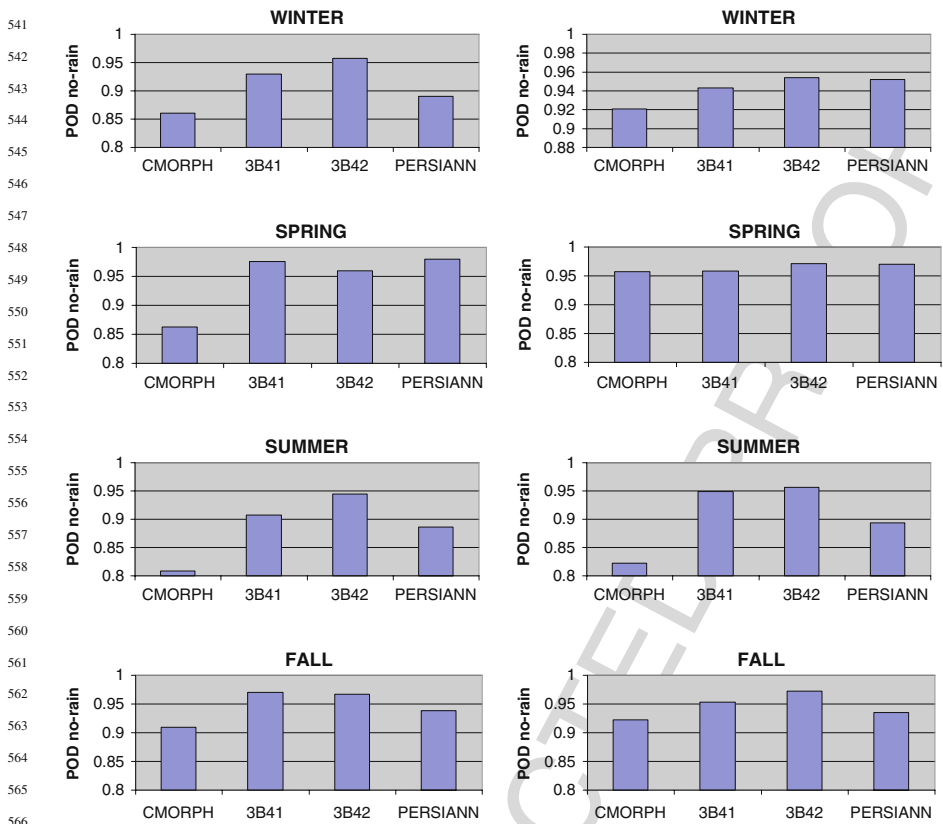 541
542
543
544
545
546
547
548
549
550
551
552
553
554
555
556
557
558
559
560
561
562
563
564
565
566
WINTER
POD no-rain
1
0.95
0.9
0.85
0.8
CMORPH 3B41 3B42 PERSIANN
WINTER
POD no-rain
1
0.98
0.96
0.94
0.92
0.9
0.88
CMORPH 3B41 3B42 PERSIANN
SPRING
POD no-rain
1
0.95
0.9
0.85
0.8
CMORPH 3B41 3B42 PERSIANN
SPRING
POD no-rain
1
0.95
0.9
0.85
0.8
CMORPH 3B41 3B42 PERSIANN
SUMMER
POD no-rain
1
0.95
0.9
0.85
0.8
CMORPH 3B41 3B42 PERSIANN
SUMMER
POD no-rain
1
0.95
0.9
0.85
0.8
CMORPH 3B41 3B42 PERSIANN
FALL
POD no-rain
1
0.95
0.9
0.85
0.8
CMORPH 3B41 3B42 PERSIANN
FALL
POD no-rain
1
0.95
0.9
0.85
0.8
CMORPH 3B41 3B42 PERSIANN